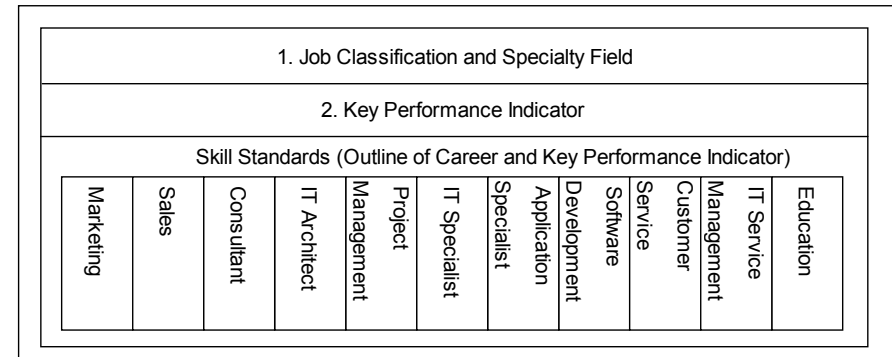 1. Job Classification and Specialty Field
2. Key Performance Indicator
Skill Standards (Outline of Career and Key Performance Indicator)
Marketing
Sales
Consultant
IT Architect
Project
Management
IT Specialist
Application
Specialist
Software
Development
Customer
Service
IT Service
Management
Education